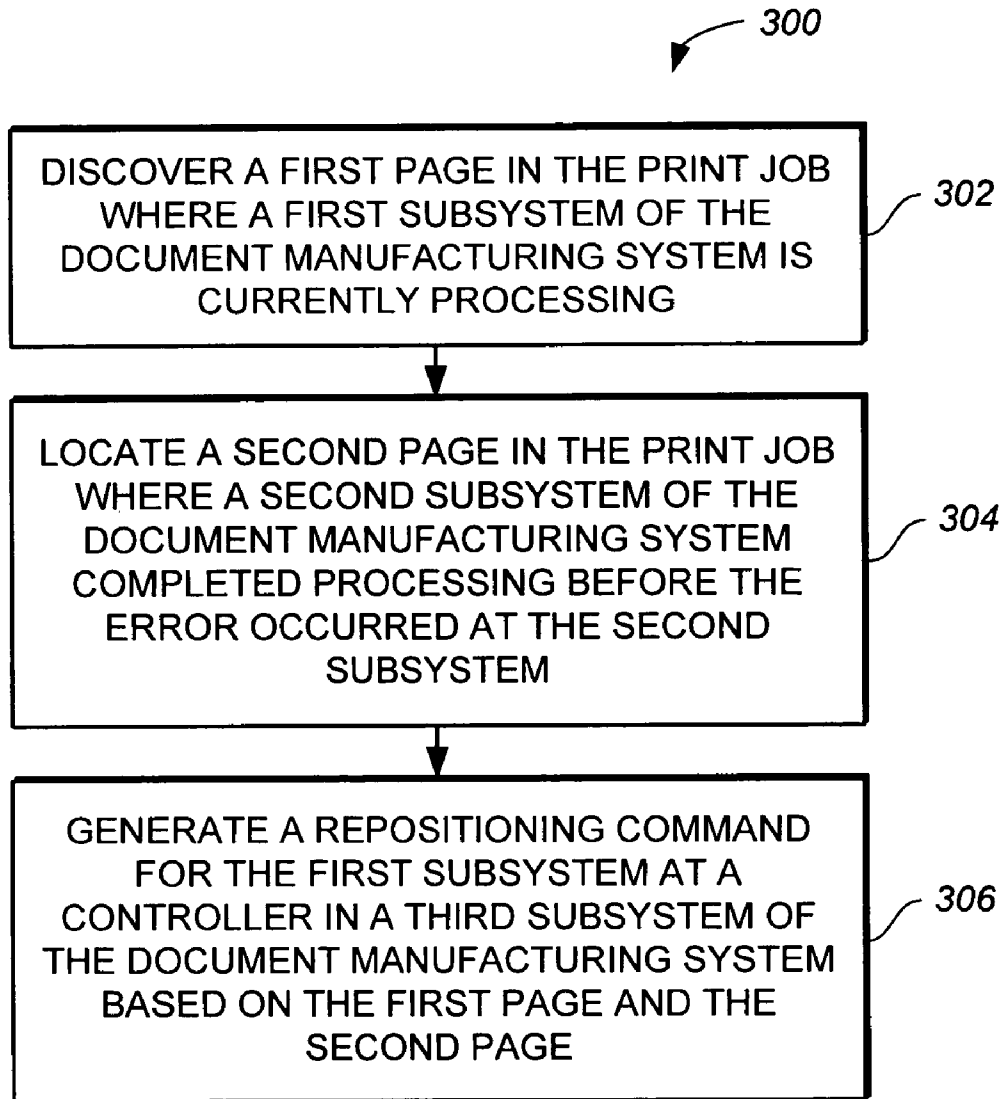 300
DISCOVER A FIRST PAGE IN THE PRINT JOB
WHERE A FIRST SUBSYSTEM OF THE
DOCUMENT MANUFACTURING SYSTEM IS
CURRENTLY PROCESSING
302
LOCATE A SECOND PAGE IN THE PRINT JOB
WHERE A SECOND SUBSYSTEM OF THE
DOCUMENT MANUFACTURING SYSTEM
COMPLETED PROCESSING BEFORE THE
ERROR OCCURRED AT THE SECOND
SUBSYSTEM
304
GENERATE A REPOSITIONING COMMAND
FOR THE FIRST SUBSYSTEM AT A
CONTROLLER IN A THIRD SUBSYSTEM OF
THE DOCUMENT MANUFACTURING SYSTEM
BASED ON THE FIRST PAGE AND THE
SECOND PAGE
306